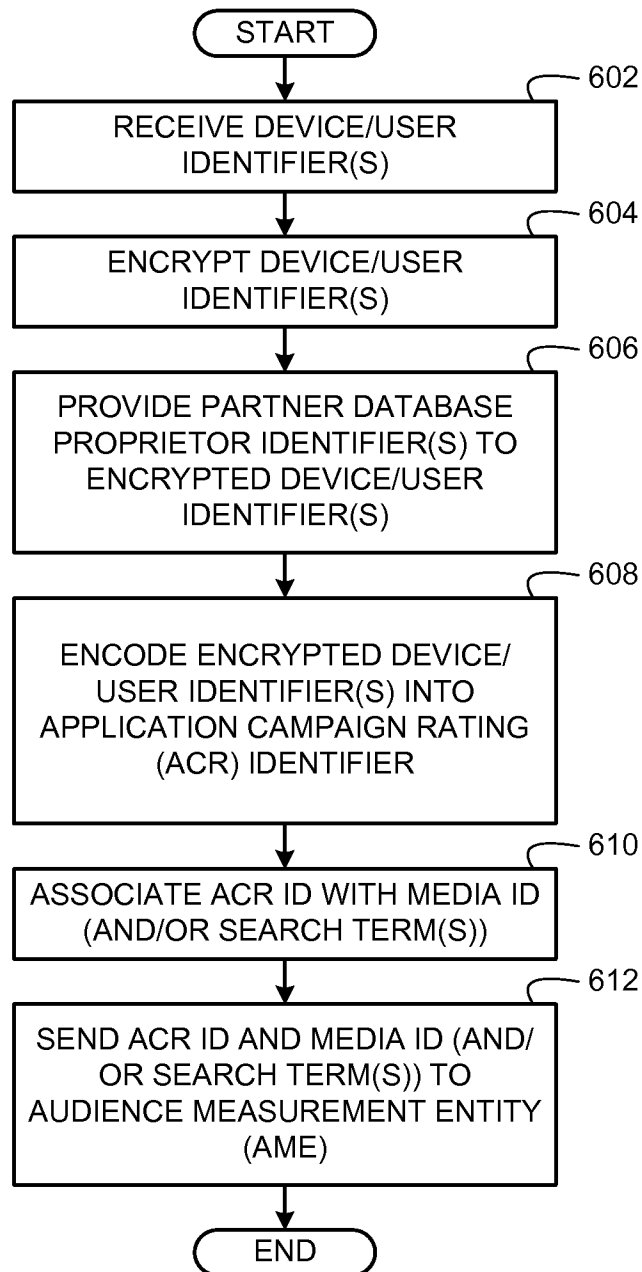 START
602
RECEIVE DEVICE/USER
IDENTIFIER(S)
604
ENCRYPT DEVICE/USER
IDENTIFIER(S)
606
PROVIDE PARTNER DATABASE
PROPRIETOR IDENTIFIER(S) TO
ENCRYPTED DEVICE/USER
IDENTIFIER(S)
608
ENCODE ENCRYPTED DEVICE/
USER IDENTIFIER(S) INTO
APPLICATION CAMPAIGN RATING
(ACR) IDENTIFIER
610
ASSOCIATE ACR ID WITH MEDIA ID
(AND/OR SEARCH TERM(S))
612
SEND ACR ID AND MEDIA ID (AND/
OR SEARCH TERM(S)) TO
AUDIENCE MEASUREMENT ENTITY
(AME)
END